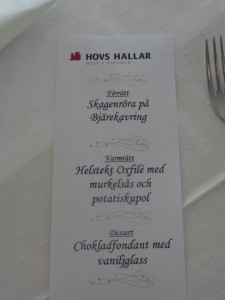 HOVS HALLAR
Förrätt
Skagenröra på
Bjärekavring
Varmrätt
Helstekt Oxfilé med
murkelsås och
potatiskupol
Dessert
Chokladfondant med
vaniljglass